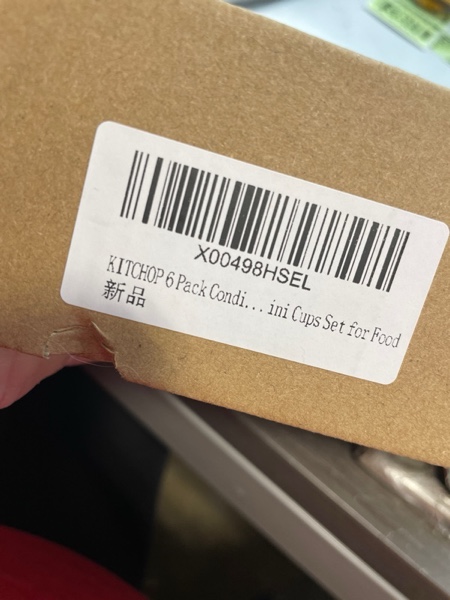 X00498HSEL
KITCHOP 6 Pack Condi... ini Cups Set for Food
新品